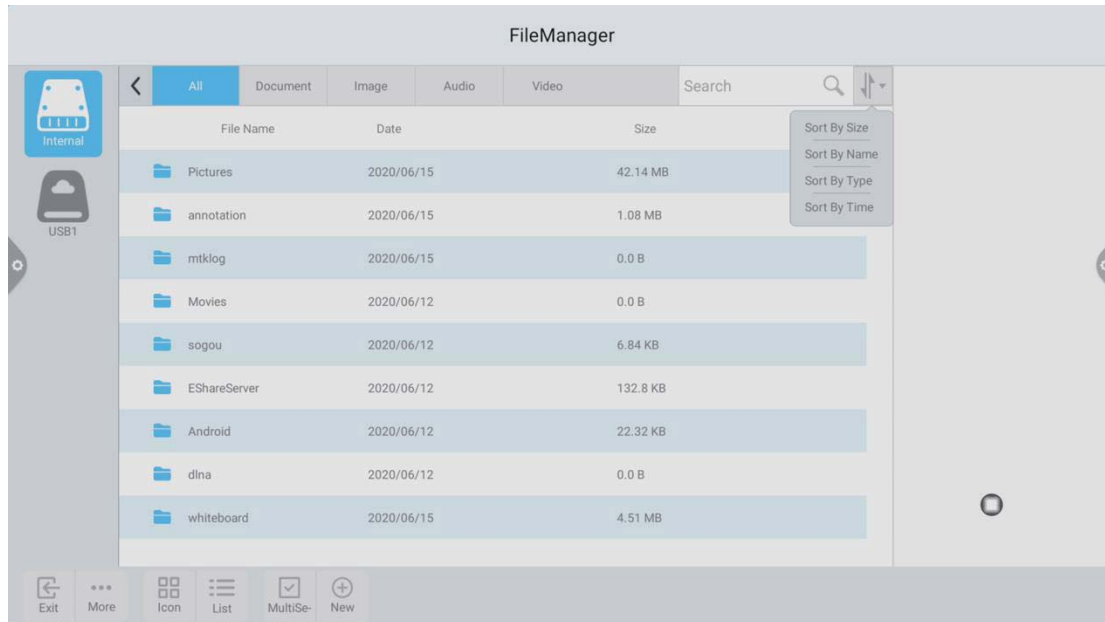 FileManager
Internal
USB1
All Document Image Audio Video Search
File Name Date Size
Pictures 2020/06/15 42.14 MB
annotation 2020/06/15 1.08 MB
mtklog 2020/06/15 0.0 B
Movies 2020/06/12 0.0 B
sogou 2020/06/12 6.84 KB
EShareServer 2020/06/12 132.8 KB
Android 2020/06/12 22.32 KB
dlna 2020/06/12 0.0 B
whiteboard 2020/06/15 4.51 MB
Sort By Size
Sort By Name
Sort By Type
Sort By Time
Exit More Icon List MultiSe- New